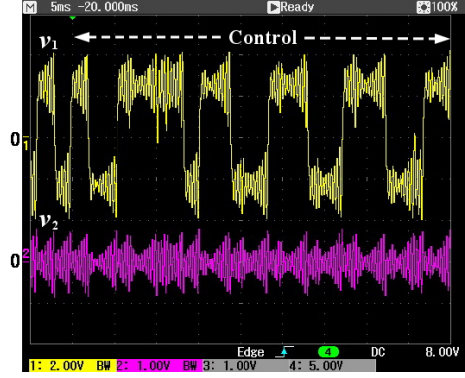 M 5ms -20.000ms Ready 100%
v1 Control
0 1
v2
0 2
Edge 4 DC 8.00V
1: 2.00V BW 2: 1.00V BW 3: 1.00V 4: 5.00V